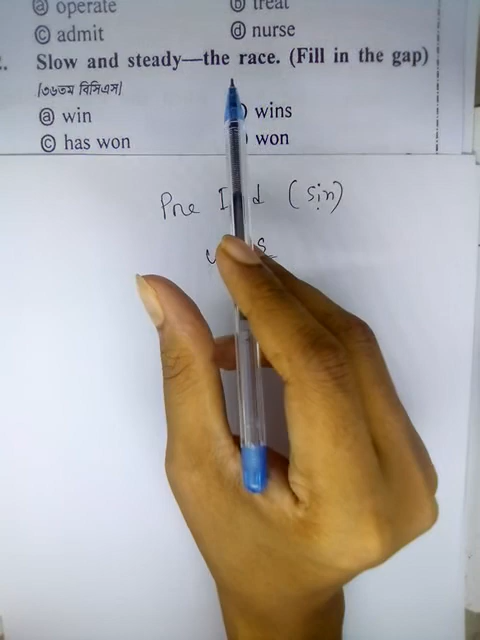 ⓐ operate ⓑ treat
ⓒ admit ⓓ nurse
Slow and steady—the race. (Fill in the gap)
[৩৬তম বিসিএস]
ⓐ win wins
ⓒ has won won
Pre (Sin)